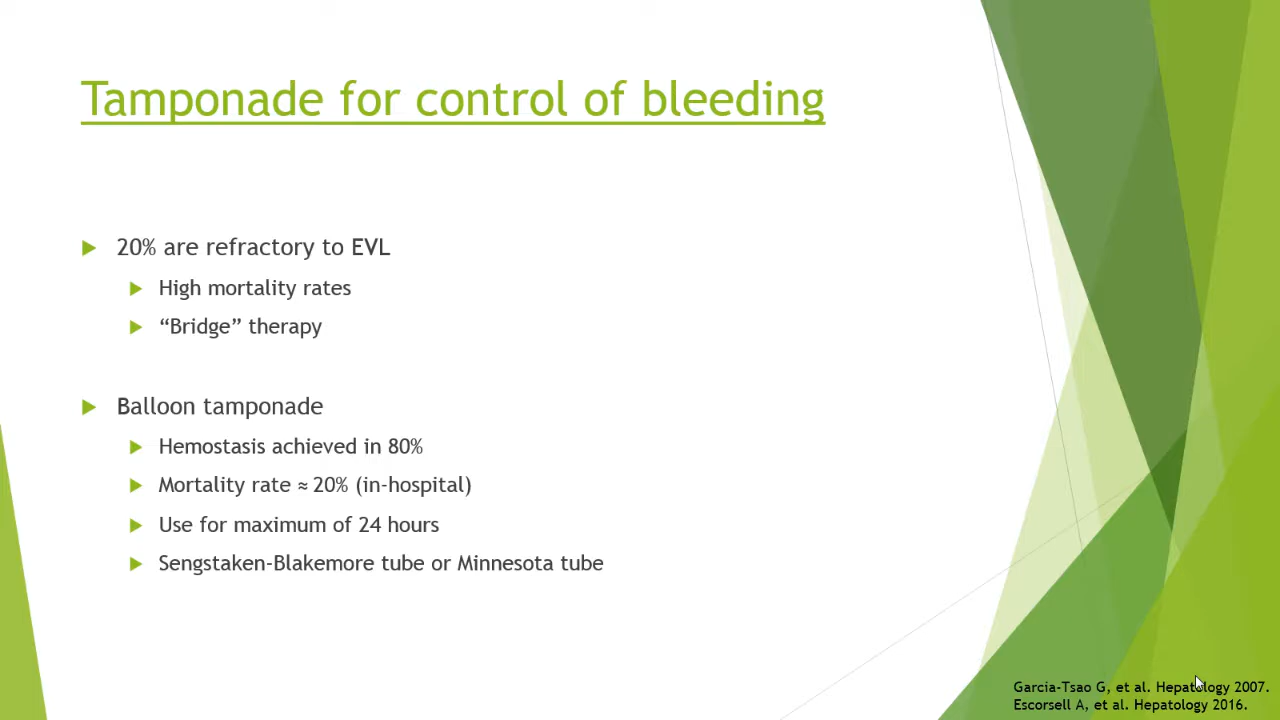 Tamponade for control of bleeding
20% are refractory to EVL
High mortality rates
“Bridge” therapy
Balloon tamponade
Hemostasis achieved in 80%
Mortality rate ≈ 20% (in-hospital)
Use for maximum of 24 hours
Sengstaken-Blakemore tube or Minnesota tube
Garcia-Tsao G, et al. Hepatology 2007.
Escorsell A, et al. Hepatology 2016.